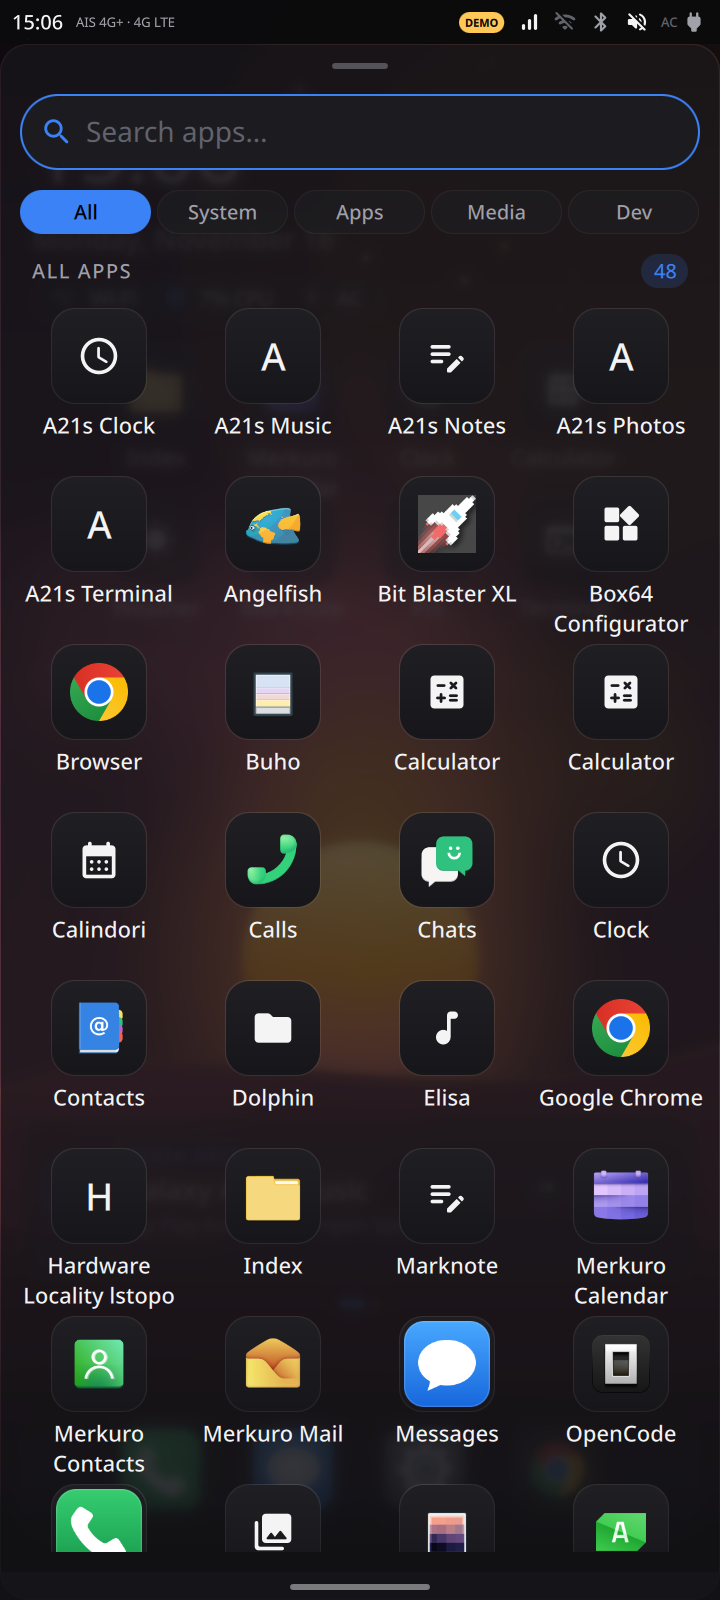 15:06 AIS 4G+ · 4G LTE DEMO AC
Search apps...
All System Apps Media Dev
ALL APPS 48
A21s Clock A21s Music A21s Notes A21s Photos
A21s Terminal Angelfish Bit Blaster XL Box64
Configurator
Browser Buho Calculator Calculator
Calindori Calls Chats Clock
Contacts Dolphin Elisa Google Chrome
Hardware Index Marknote Merkuro
Locality lstopo Calendar
Merkuro Merkuro Mail Messages OpenCode
Contacts